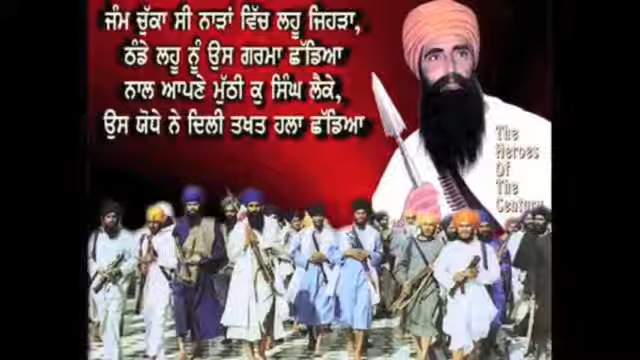 ਜੰਮ ਚੁੱਕਾ ਸੀ ਨਾੜਾਂ ਵਿੱਚ ਲਹੂ ਜਿਹੜਾ,
ਠੰਡੇ ਲਹੂ ਨੂੰ ਉਸ ਗਰਮਾ ਛੱਡਿਆ
ਨਾਲ ਆਪਣੇ ਮੁੱਠੀ ਕੁ ਸਿੰਘ ਲੈਕੇ,
ਉਸ ਯੋਧੇ ਨੇ ਦਿਲੀ ਤਖਤ ਹਲਾ ਛੱਡਿਆ
The
Heroes
Of
The
Century